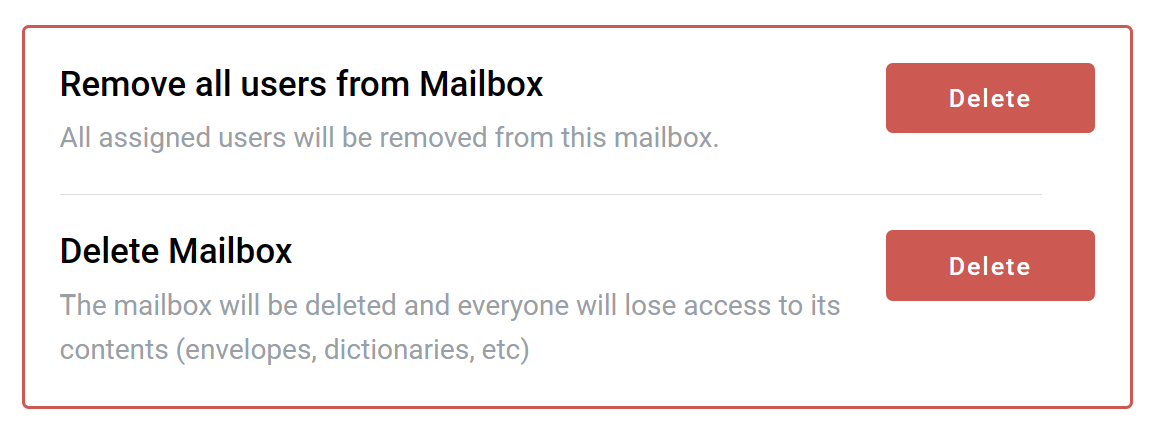 Remove all users from Mailbox
Delete
All assigned users will be removed from this mailbox.
Delete Mailbox
Delete
The mailbox will be deleted and everyone will lose access to its
contents (envelopes, dictionaries, etc)